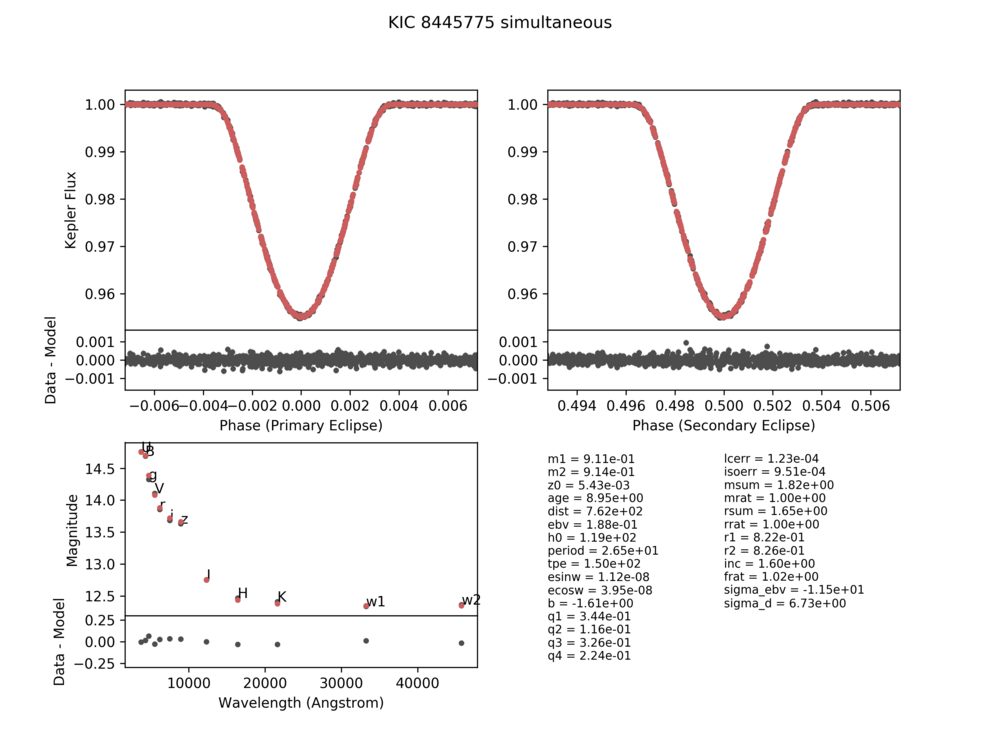 KIC 8445775 simultaneous
1.00
0.99
0.98
0.97
0.96
Kepler Flux
0.001
0.000
−0.001
Data - Model
−0.006 −0.004 −0.002 0.000 0.002 0.004 0.006
Phase (Primary Eclipse)
1.00
0.99
0.98
0.97
0.96
0.001
0.000
−0.001
0.494 0.496 0.498 0.500 0.502 0.504 0.506
Phase (Secondary Eclipse)
14.5
14.0
13.5
13.0
12.5
Magnitude
U
B
g
V
r
i
z
J
H
K
w1
w2
0.25
0.00
−0.25
Data - Model
10000 20000 30000 40000
Wavelength (Angstrom)
m1 = 9.11e-01
m2 = 9.14e-01
z0 = 5.43e-03
age = 8.95e+00
dist = 7.62e+02
ebv = 1.88e-01
h0 = 1.19e+02
period = 2.65e+01
tpe = 1.50e+02
esinw = 1.12e-08
ecosw = 3.95e-08
b = -1.61e+00
q1 = 3.44e-01
q2 = 1.16e-01
q3 = 3.26e-01
q4 = 2.24e-01
lcerr = 1.23e-04
isoerr = 9.51e-04
msum = 1.82e+00
mrat = 1.00e+00
rsum = 1.65e+00
rrat = 1.00e+00
r1 = 8.22e-01
r2 = 8.26e-01
inc = 1.60e+00
frat = 1.02e+00
sigma_ebv = -1.15e+01
sigma_d = 6.73e+00